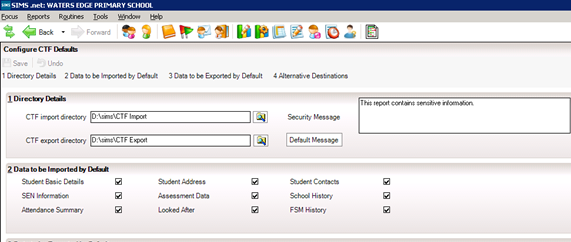 SIMS .net: WATERS EDGE PRIMARY SCHOOL
Focus Reports Routines Tools Window Help
Back Forward
Configure CTF Defaults
Save Undo
1 Directory Details 2 Data to be Imported by Default 3 Data to be Exported by Default 4 Alternative Destinations
1 Directory Details
CTF import directory D:\sims\CTF Import Security Message This report contains sensitive information.
CTF export directory D:\sims\CTF Export Default Message
2 Data to be Imported by Default
Student Basic Details Student Address Student Contacts
SEN Information Assessment Data School History
Attendance Summary Looked After FSM History